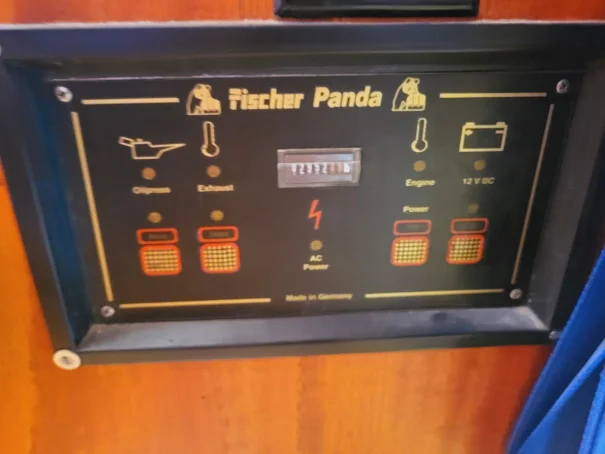 Fischer Panda
Oilpress
Exhaust
Engine
12 V DC
Power
AC
Power
Made in Germany